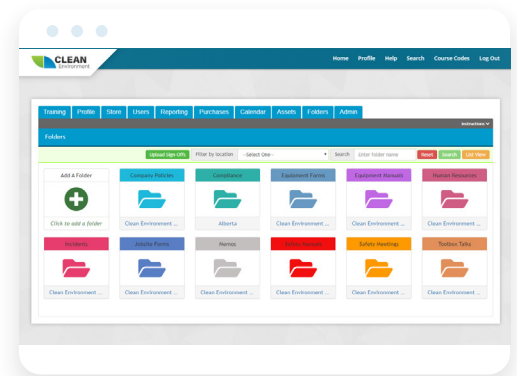 CLEAN
Environment
Home Profile Help Search Course Codes Log Out
Training Profile Store Users Reporting Purchases Calendar Assets Folders Admin
Instructions
Folders
Upload Sign Offs Filter by location --Select One-- Search Enter folder name Reset Search List View
Add A Folder Company Policies Compliance Equipment Forms Equipment Manuals Human Resources
Click to add a folder Clean Environment ... Alberta Clean Environment ... Clean Environment ... Clean Environment ...
Incidents Jobsite Forms Memos Safety Meetings Toolbox Talks
Clean Environment ... Clean Environment ... Clean Environment ... Clean Environment ... Clean Environment ... Clean Environment ...